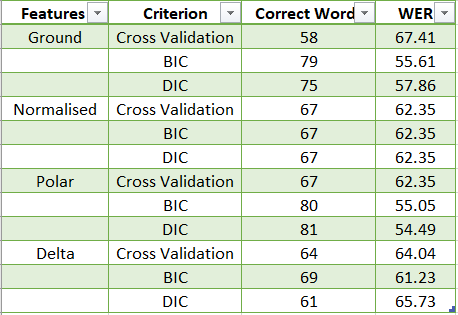 Features Criterion Correct Word WER
Ground Cross Validation 58 67.41
BIC 79 55.61
DIC 75 57.86
Normalised Cross Validation 67 62.35
BIC 67 62.35
DIC 67 62.35
Polar Cross Validation 67 62.35
BIC 80 55.05
DIC 81 54.49
Delta Cross Validation 64 64.04
BIC 69 61.23
DIC 61 65.73